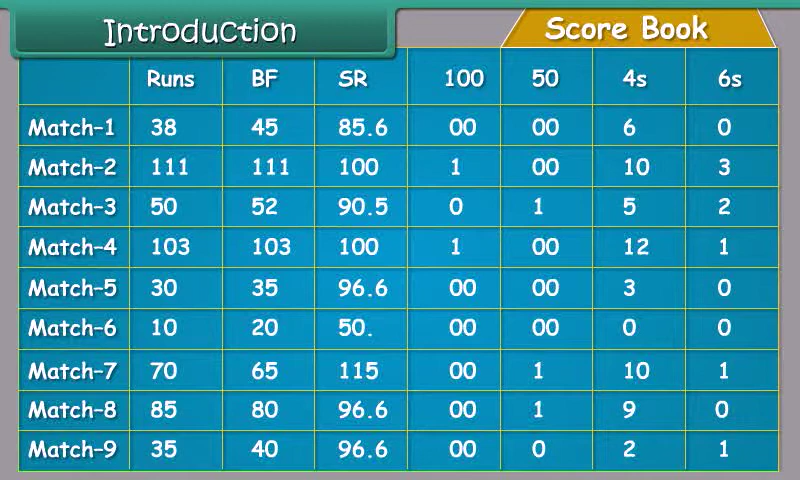 Introduction
Score Book
Runs BF SR 100 50 4s 6s
Match-1 38 45 85.6 00 00 6 0
Match-2 111 111 100 1 00 10 3
Match-3 50 52 90.5 0 1 5 2
Match-4 103 103 100 1 00 12 1
Match-5 30 35 96.6 00 00 3 0
Match-6 10 20 50. 00 00 0 0
Match-7 70 65 115 00 1 10 1
Match-8 85 80 96.6 00 1 9 0
Match-9 35 40 96.6 00 0 2 1